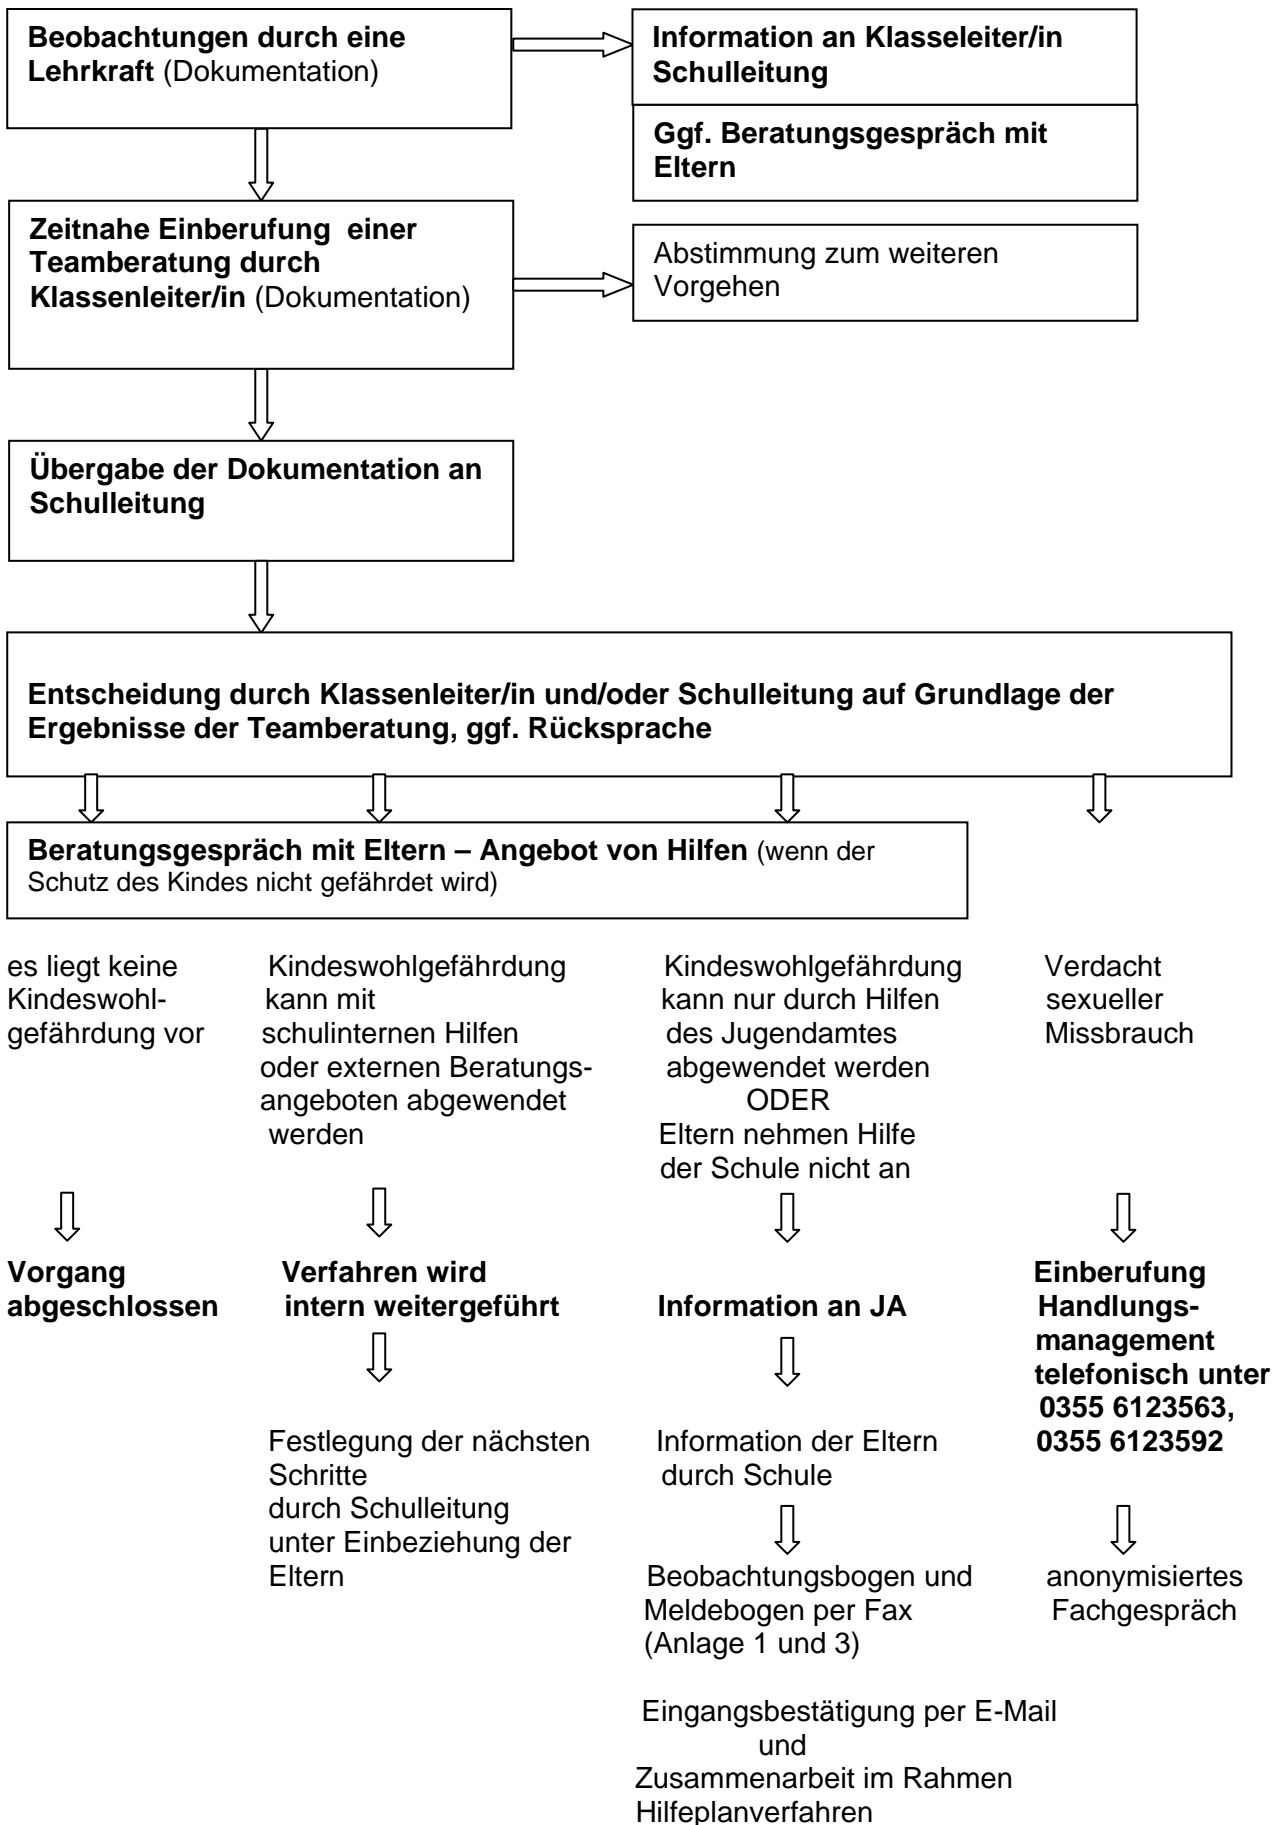 Beobachtungen durch eine
Lehrkraft (Dokumentation)
Information an Klasseleiter/in
Schulleitung
Ggf. Beratungsgespräch mit
Eltern
Zeitnahe Einberufung  einer
Teamberatung durch
Klassenleiter/in (Dokumentation)
Abstimmung zum weiteren
Vorgehen
Übergabe der Dokumentation an
Schulleitung
Entscheidung durch Klassenleiter/in und/oder Schulleitung auf Grundlage der
Ergebnisse der Teamberatung, ggf. Rücksprache
Beratungsgespräch mit Eltern – Angebot von Hilfen (wenn der
Schutz des Kindes nicht gefährdet wird)
es liegt keine
Kindeswohl-
gefährdung vor
Kindeswohlgefährdung
kann mit
schulinternen Hilfen
oder externen Beratungs-
angeboten abgewendet
werden
Kindeswohlgefährdung
kann nur durch Hilfen
des Jugendamtes
abgewendet werden
ODER
Eltern nehmen Hilfe
der Schule nicht an
Verdacht
sexueller
Missbrauch
Vorgang
abgeschlossen
Verfahren wird
intern weitergeführt
Information an JA
Einberufung
Handlungs-
management
telefonisch unter
0355 6123563,
0355 6123592
Festlegung der nächsten
Schritte
durch Schulleitung
unter Einbeziehung der
Eltern
Information der Eltern
durch Schule
Beobachtungsbogen und
Meldebogen per Fax
(Anlage 1 und 3)
anonymisiertes
Fachgespräch
Eingangsbestätigung per E-Mail
und
Zusammenarbeit im Rahmen
Hilfeplanverfahren